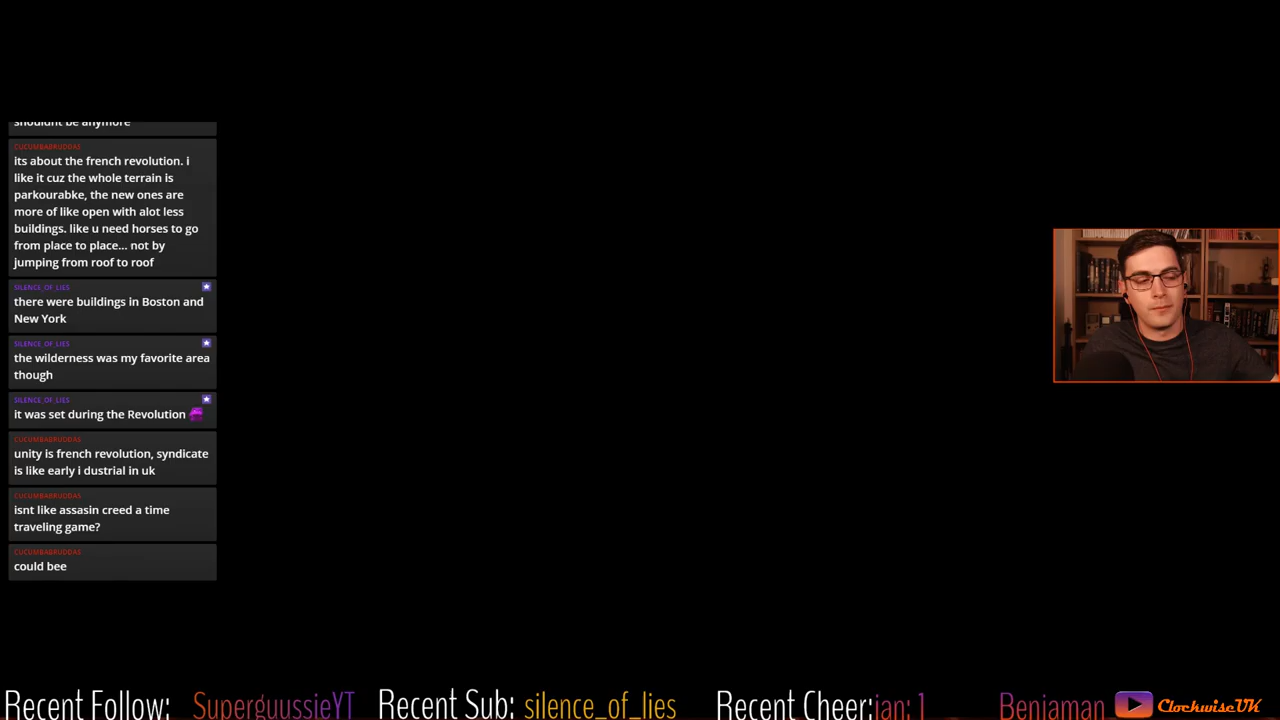 shouldnt be anymore
CUCUMBABRUDDAS
its about the french revolution. i
like it cuz the whole terrain is
parkourabke, the new ones are
more of like open with alot less
buildings. like u need horses to go
from place to place... not by
jumping from roof to roof
SILENCE_OF_LIES
there were buildings in Boston and
New York
SILENCE_OF_LIES
the wilderness was my favorite area
though
SILENCE_OF_LIES
it was set during the Revolution
CUCUMBABRUDDAS
unity is french revolution, syndicate
is like early i dustrial in uk
CUCUMBABRUDDAS
isnt like assasin creed a time
traveling game?
CUCUMBABRUDDAS
could bee
Recent Follow: SuperguussieYT Recent Sub: silence_of_lies Recent Cheer: ian: 1 Benjaman ClockwiseUK